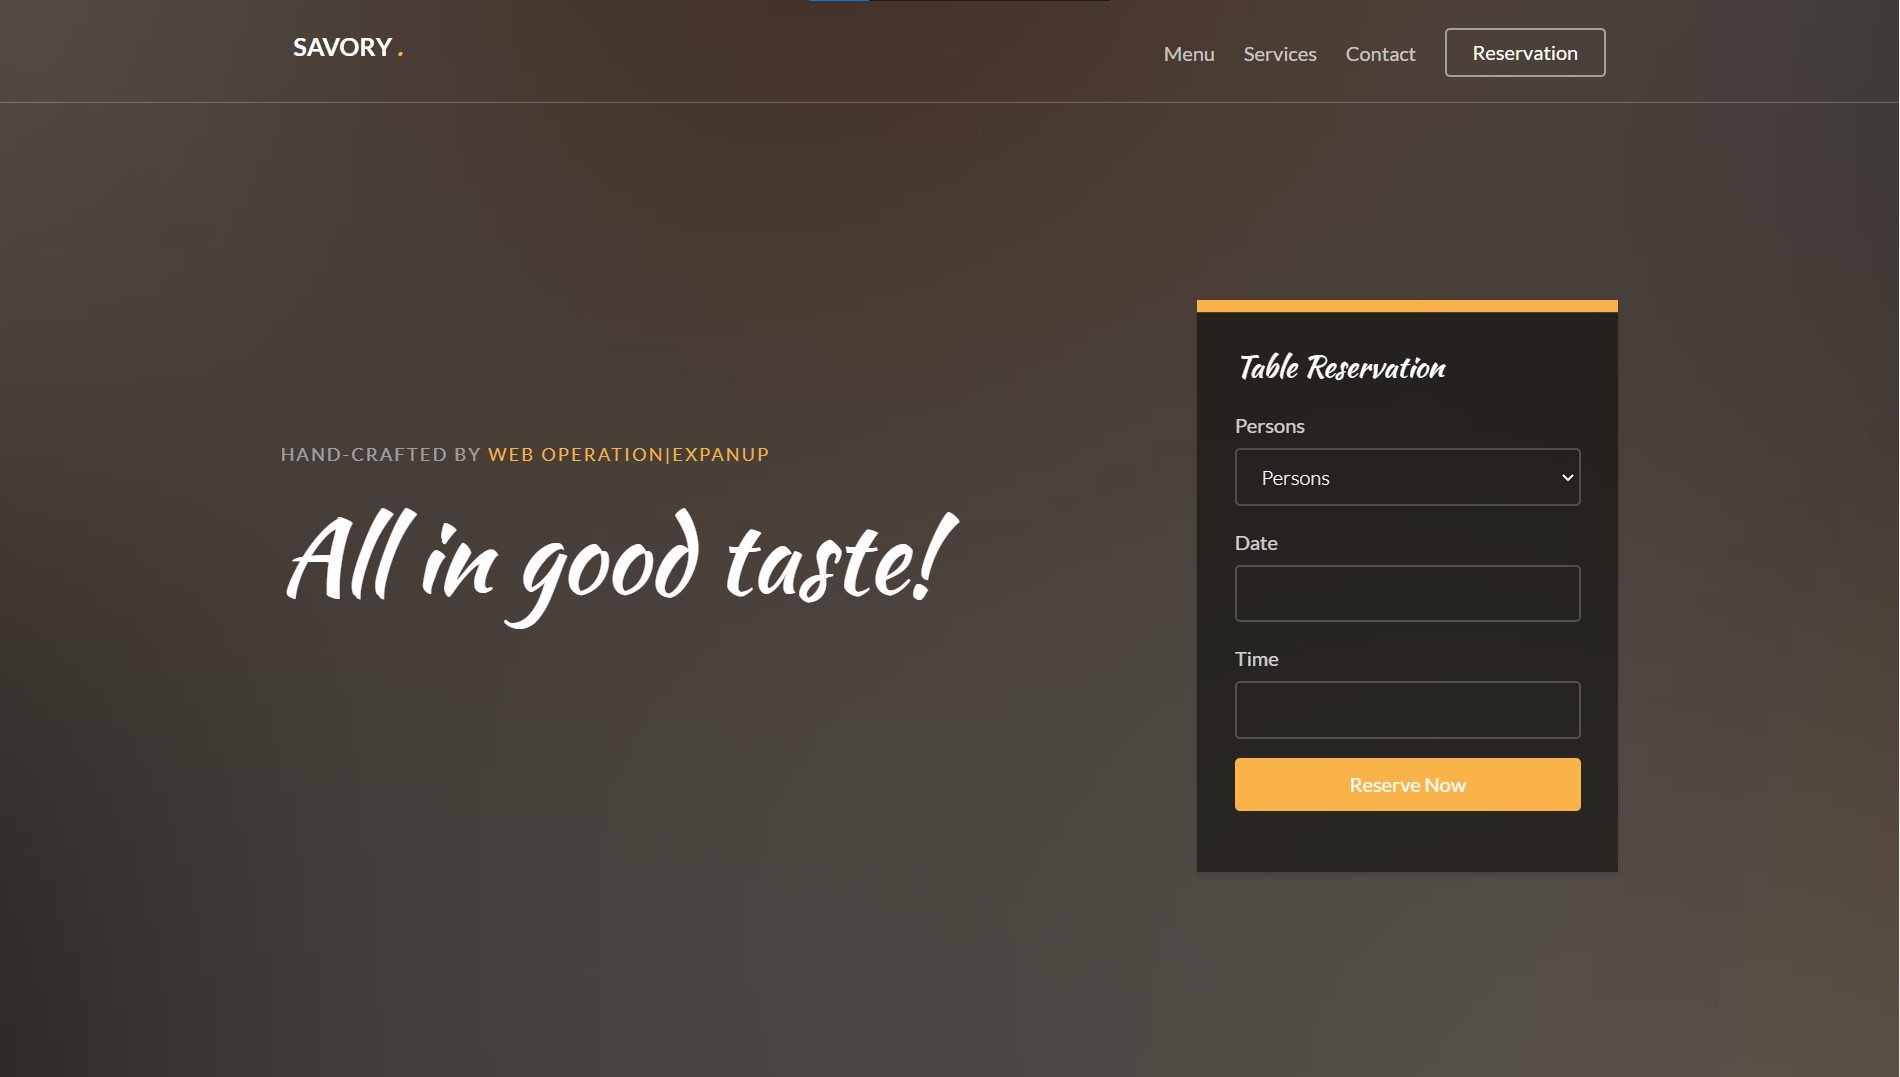 SAVORY .
Menu Services Contact Reservation
HAND-CRAFTED BY WEB OPERATION|EXPANUP
All in good taste!
Table Reservation
Persons
Persons
Date
Time
Reserve Now